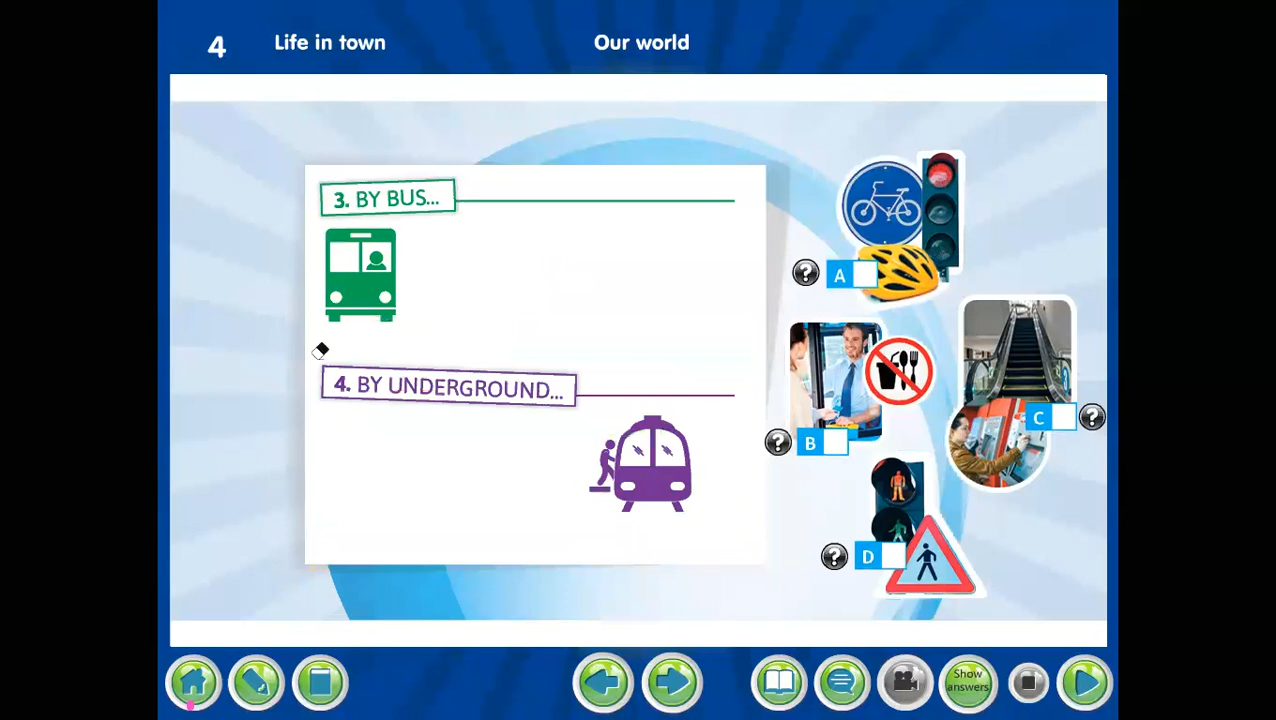 4 Life in town Our world
3. BY BUS...
A
4. BY UNDERGROUND...
C
B
D
Show
answers